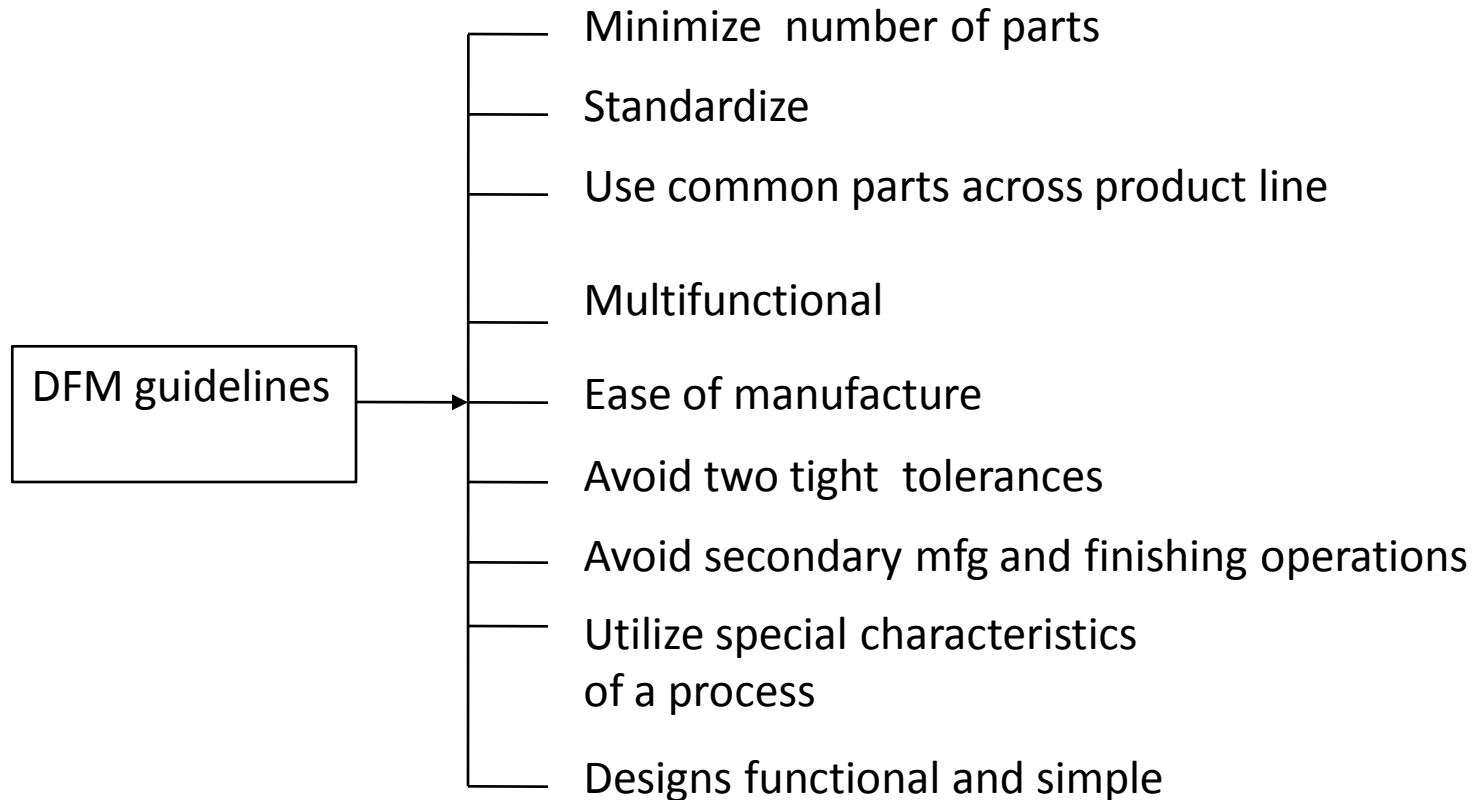 Minimize number of parts
Standardize
Use common parts across product line
Multifunctional
DFM guidelines
Ease of manufacture
Avoid two tight tolerances
Avoid secondary mfg and finishing operations
Utilize special characteristics
of a process
Designs functional and simple